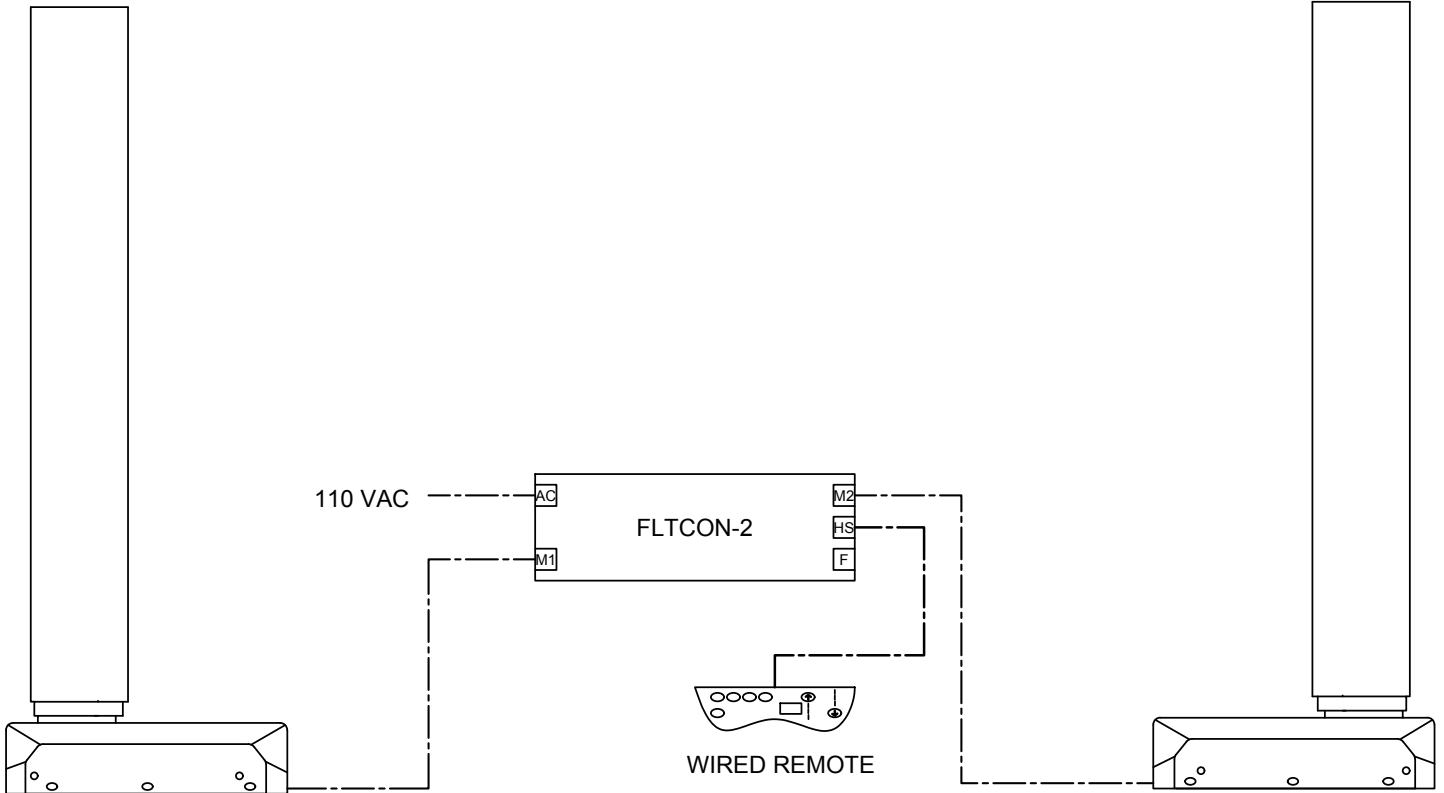 110 VAC
AC
FLTCON-2
M2
HS
M1
F
WIRED REMOTE